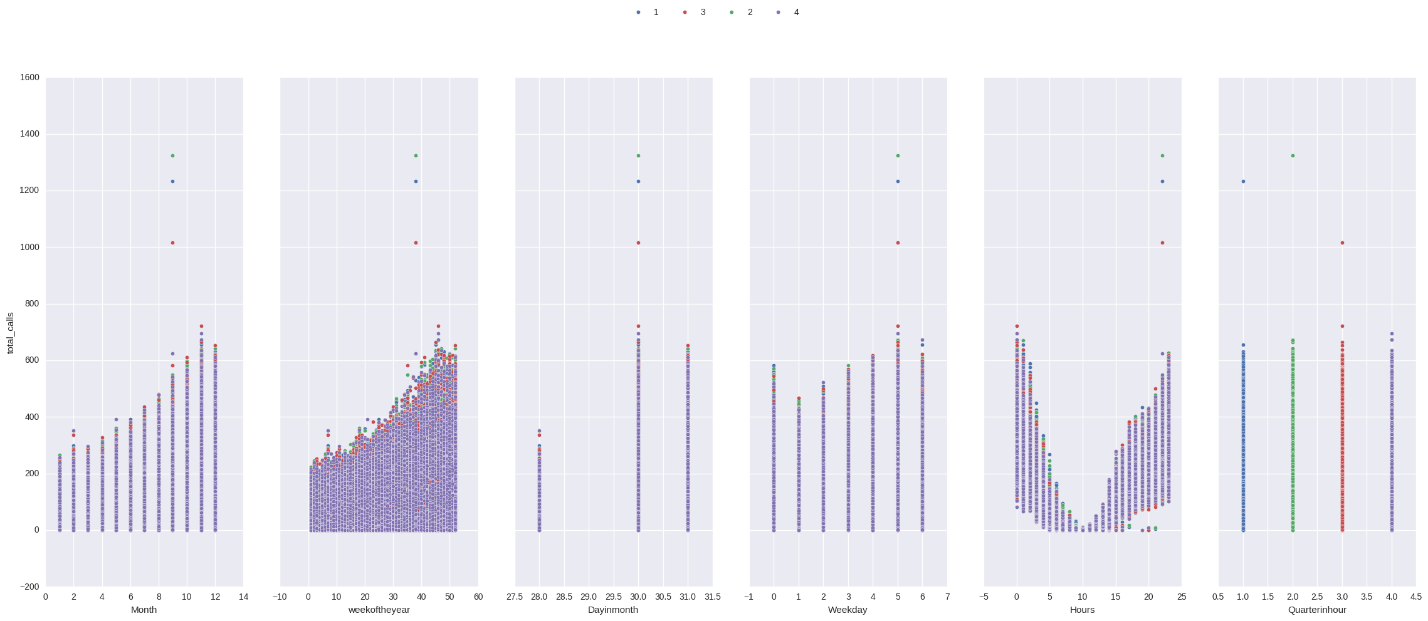 1 3 2 4
1600
1400
1200
1000
800
600
400
200
0
−200
total_calls
0 2 4 6 8 10 12 14
Month
−10 0 10 20 30 40 50 60
weekoftheyear
27.5 28.0 28.5 29.0 29.5 30.0 30.5 31.0 31.5
Dayinmonth
−1 0 1 2 3 4 5 6 7
Weekday
−5 0 5 10 15 20 25
Hours
0.5 1.0 1.5 2.0 2.5 3.0 3.5 4.0 4.5
Quarterinhour